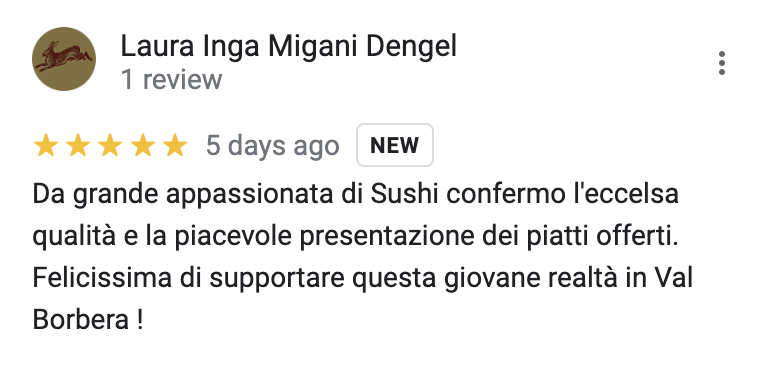 Laura Inga Migani Dengel
1 review
5 days ago NEW
Da grande appassionata di Sushi confermo l'eccelsa
qualità e la piacevole presentazione dei piatti offerti.
Felicissima di supportare questa giovane realtà in Val
Borbera !